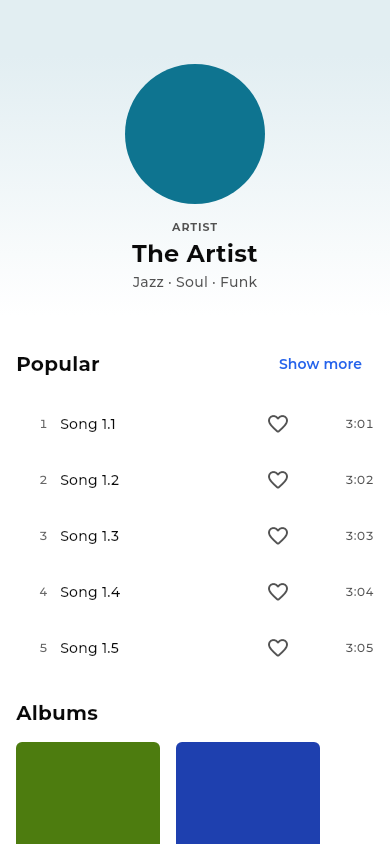 ARTIST
The Artist
Jazz · Soul · Funk
Popular Show more
1 Song 1.1 3:01
2 Song 1.2 3:02
3 Song 1.3 3:03
4 Song 1.4 3:04
5 Song 1.5 3:05
Albums